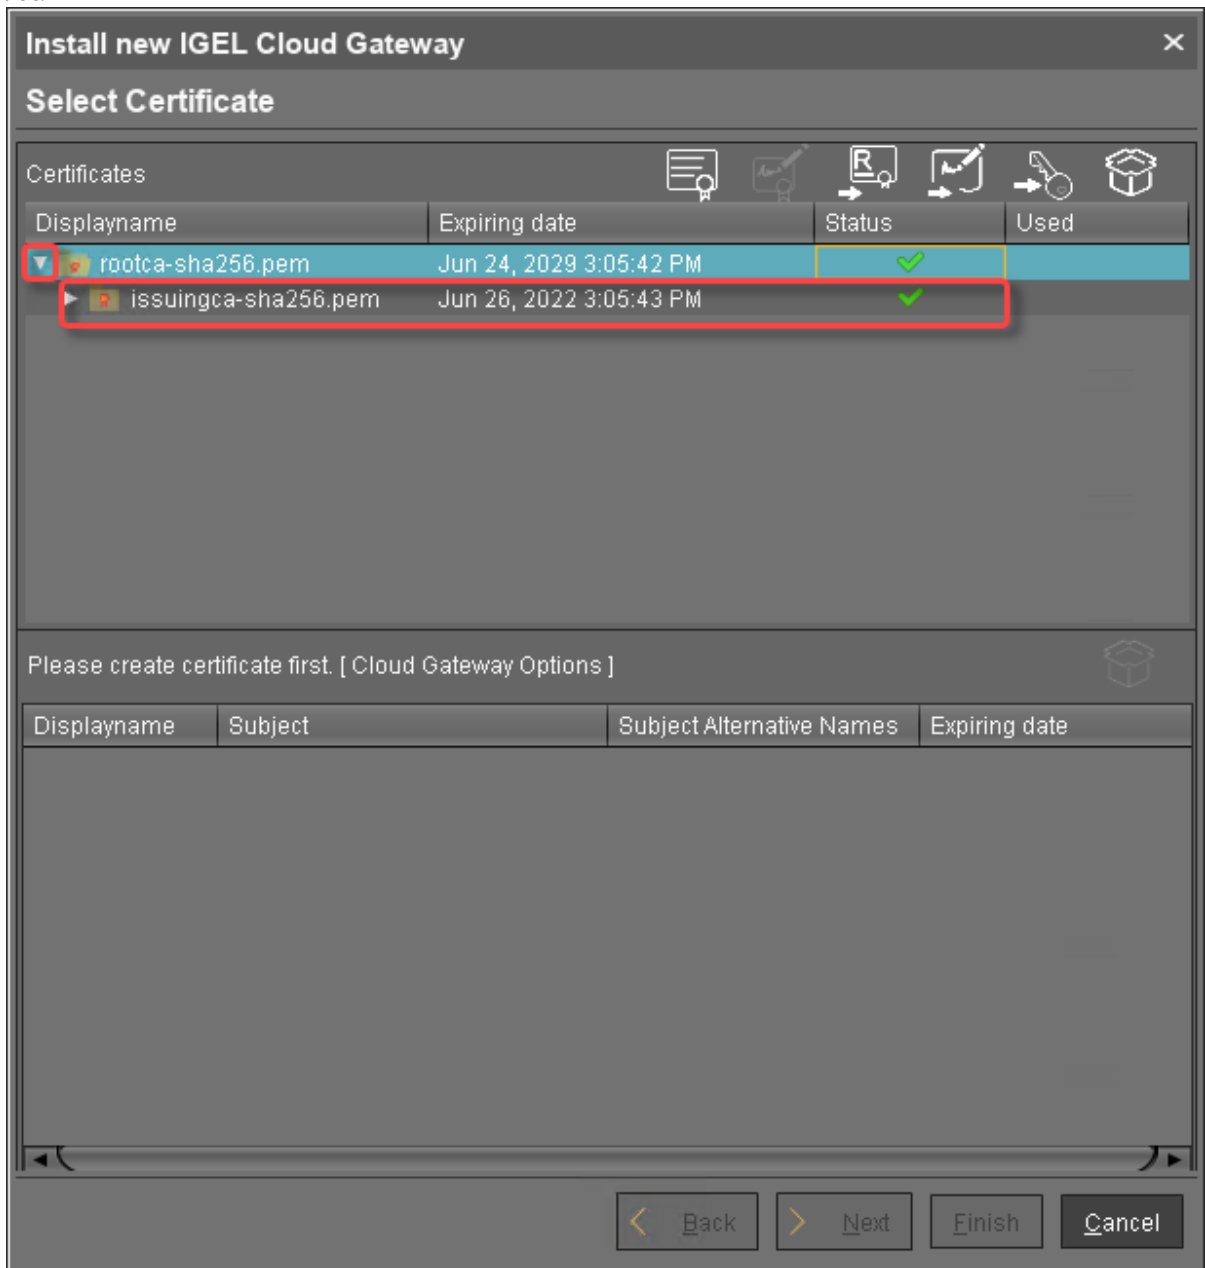 Install new IGEL Cloud Gateway
Select Certificate
Certificates
R
Displayname Expiring date Status Used
rootca-sha256.pem Jun 24, 2029 3:05:42 PM
issuingca-sha256.pem Jun 26, 2022 3:05:43 PM
Please create certificate first. [ Cloud Gateway Options ]
Displayname Subject Subject Alternative Names Expiring date
Back Next Finish Cancel